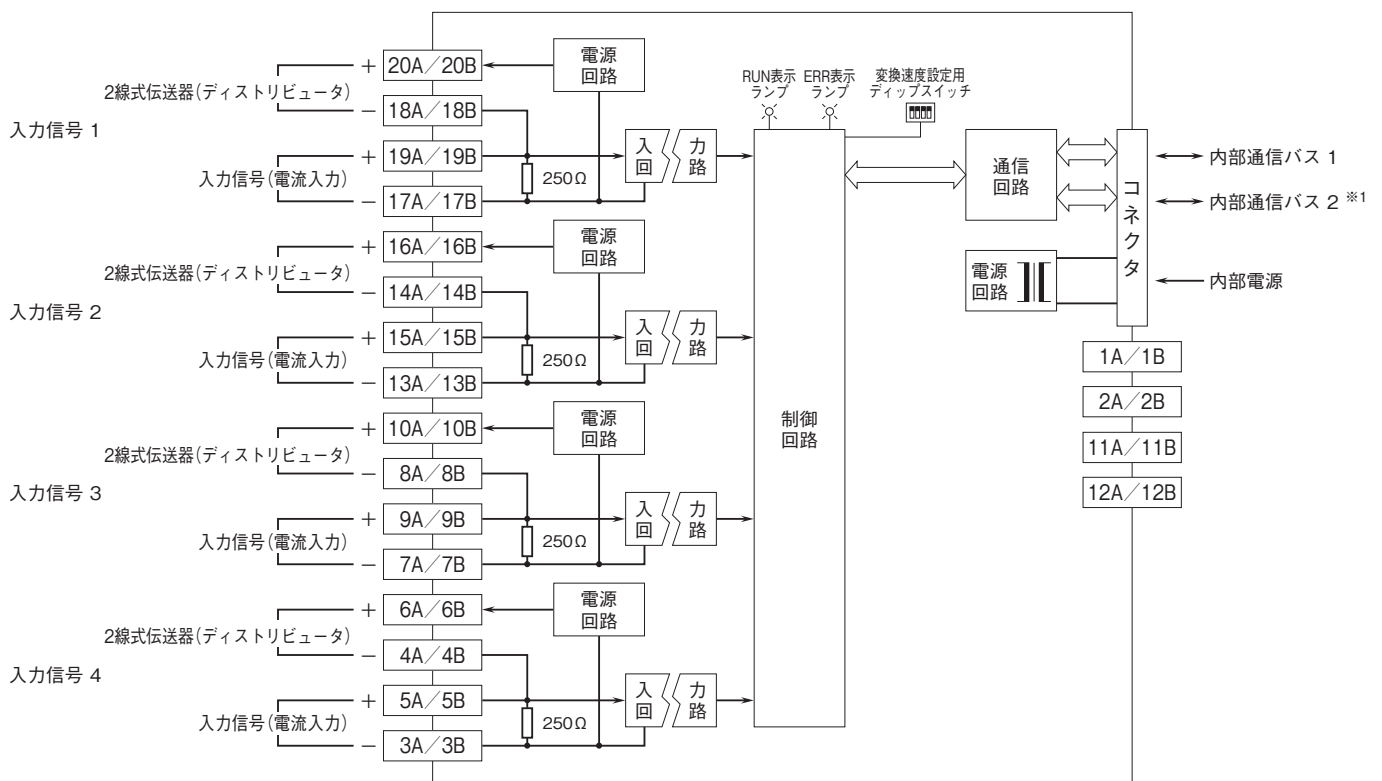 入力信号 1
2線式伝送器(ディストリビュータ)
+ 20A/20B
− 18A/18B
入力信号(電流入力)
+ 19A/19B
− 17A/17B
250Ω
電源
回路
入力
回路
入力信号 2
2線式伝送器(ディストリビュータ)
+ 16A/16B
− 14A/14B
入力信号(電流入力)
+ 15A/15B
− 13A/13B
250Ω
電源
回路
入力
回路
入力信号 3
2線式伝送器(ディストリビュータ)
+ 10A/10B
− 8A/8B
入力信号(電流入力)
+ 9A/9B
− 7A/7B
250Ω
電源
回路
入力
回路
入力信号 4
2線式伝送器(ディストリビュータ)
+ 6A/6B
− 4A/4B
入力信号(電流入力)
+ 5A/5B
− 3A/3B
250Ω
電源
回路
入力
回路
RUN表示
ランプ
ERR表示
ランプ
変換速度設定用
ディップスイッチ
制御
回路
通信
回路
電源
回路
コネクタ
内部通信バス 1
内部通信バス 2 ※1
内部電源
1A/1B
2A/2B
11A/11B
12A/12B